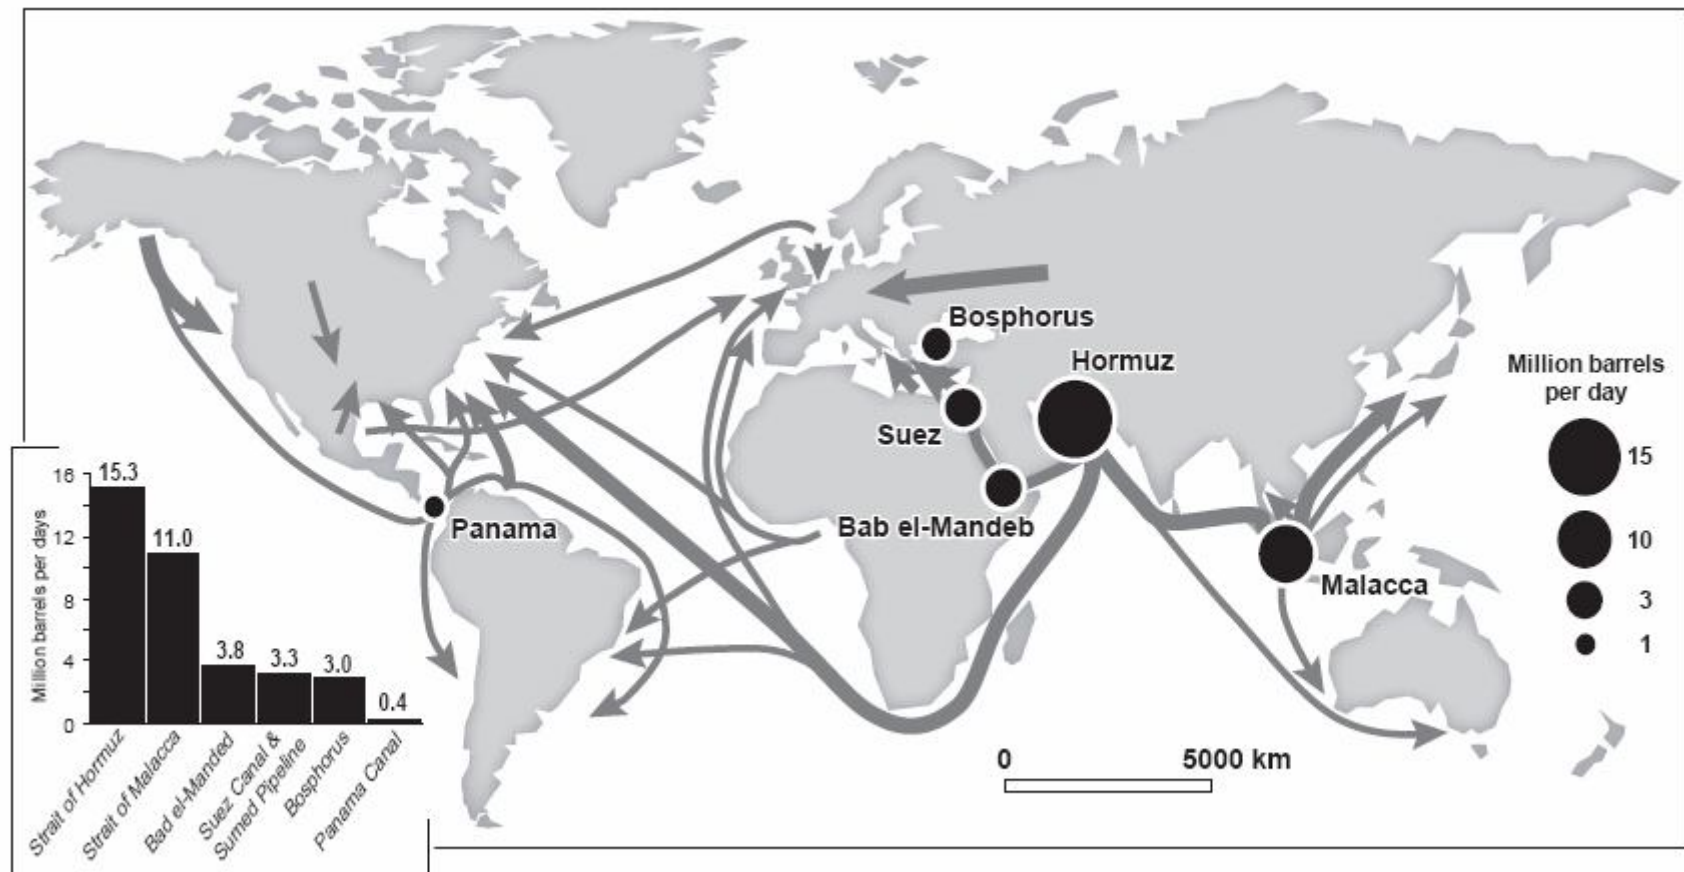 Bosphorus
Hormuz
Suez
Bab el-Mandeb
Panama
Malacca
Million barrels
per day
15
10
3
1
0 5000 km
Million barrels per days
16
12
8
4
0
15.3
11.0
3.8
3.3
3.0
0.4
Strait of Hormuz
Strait of Malacca
Bad el-Manded
Suez Canal &
Sumed Pipeline
Bosphorus
Panama Canal